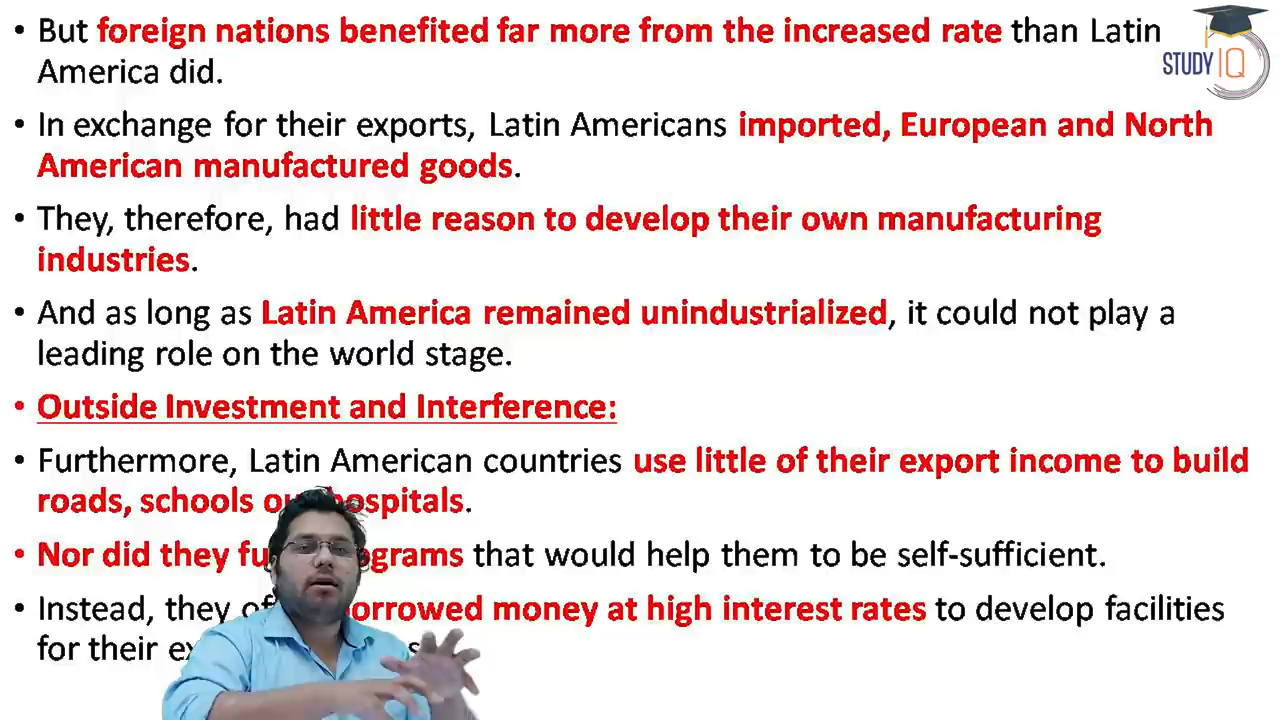 • But foreign nations benefited far more from the increased rate than Latin
America did.
STUDY IQ
• In exchange for their exports, Latin Americans imported, European and North
American manufactured goods.
• They, therefore, had little reason to develop their own manufacturing
industries.
• And as long as Latin America remained unindustrialized, it could not play a
leading role on the world stage.
• Outside Investment and Interference:
• Furthermore, Latin American countries use little of their export income to build
roads, schools hospitals.
• Nor did they that would help them to be self-sufficient.
• Instead, they borrowed money at high interest rates to develop facilities
for their